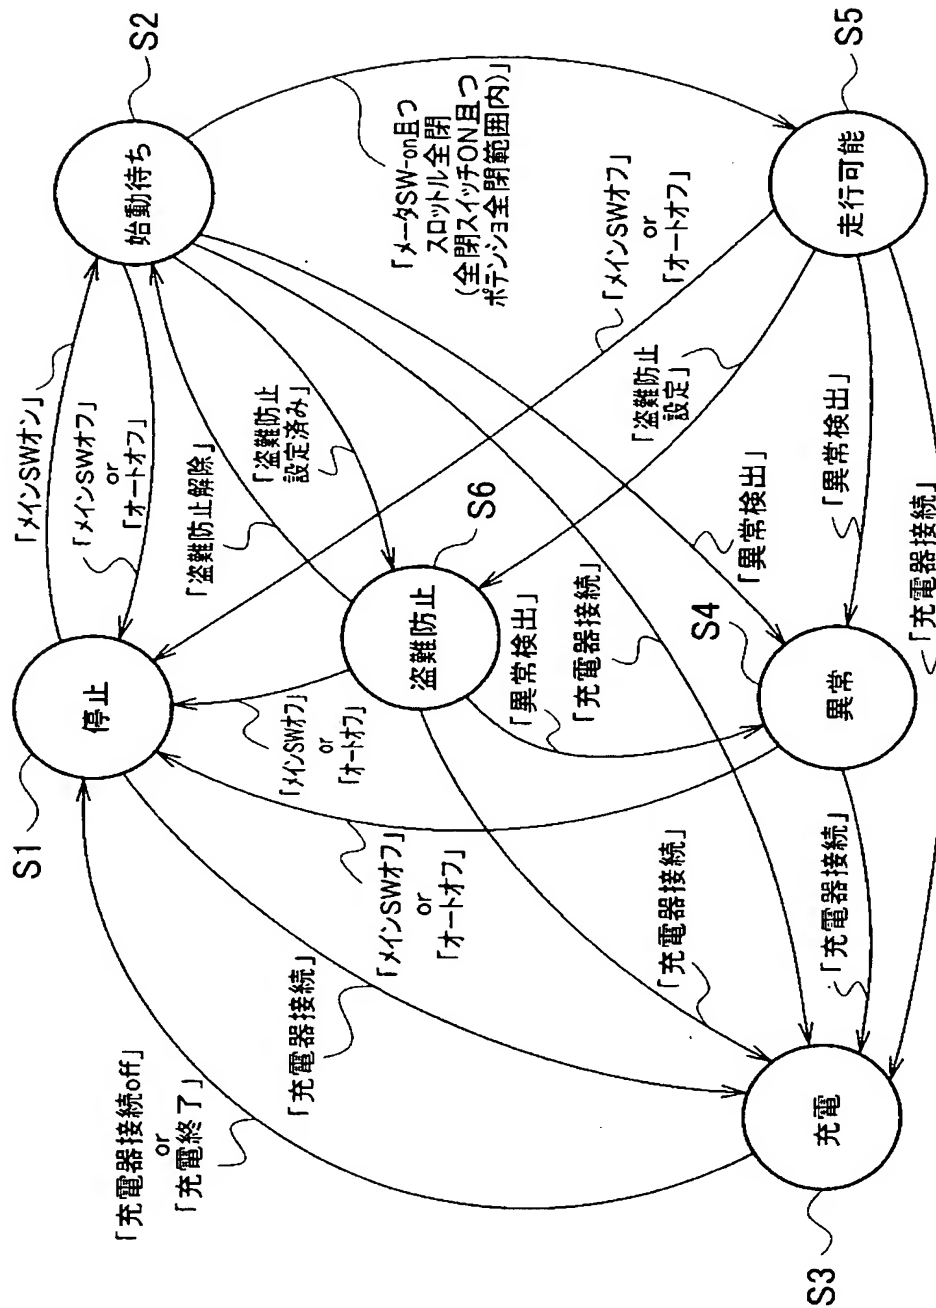 S1
停止
S2
始動待ち
「メインSWオン」
「メインSWオフ」
or
「オートオフ」
「盗難防止解除」
「盗難防止
設定済み」
「メータSW-on且つ
スロットル全閉
(全閉スイッチON且つ
ポテンショ全閉範囲内)」
S6
盗難防止
「メインSWオフ」
or
「オートオフ」
「メインSWオフ」
or
「オートオフ」
「盗難防止
設定」
S5
走行可能
「充電器接続off」
or
「充電終了」
「充電器接続」
「メインSWオフ」
or
「オートオフ」
「異常検出」
「充電器接続」
「異常検出」
「異常検出」
S4
異常
「充電器接続」
「充電器接続」
「充電器接続」
S3
充電